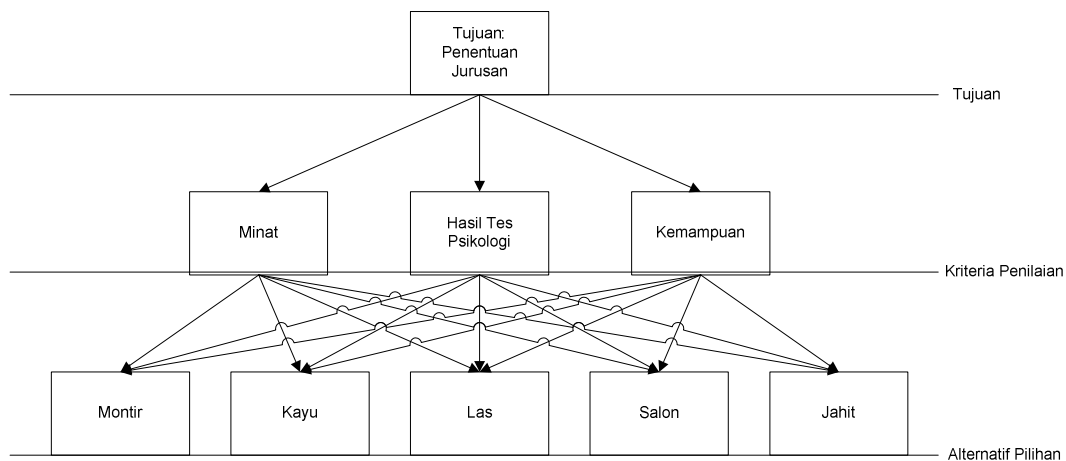 Tujuan:
Penentuan
Jurusan
Tujuan
Minat
Hasil Tes
Psikologi
Kemampuan
Kriteria Penilaian
Montir
Kayu
Las
Salon
Jahit
Alternatif Pilihan